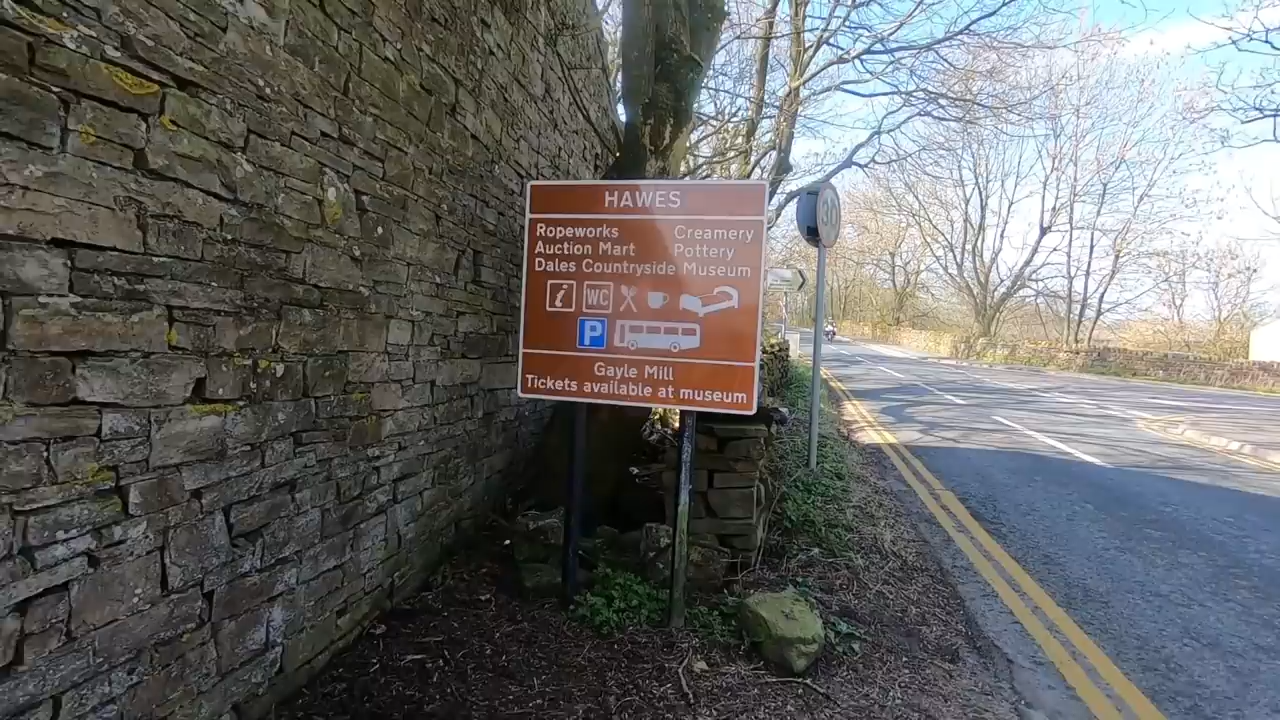 HAWES
Ropeworks Creamery
Auction Mart Pottery
Dales Countryside Museum
i WC
P
Gayle Mill
Tickets available at museum
30